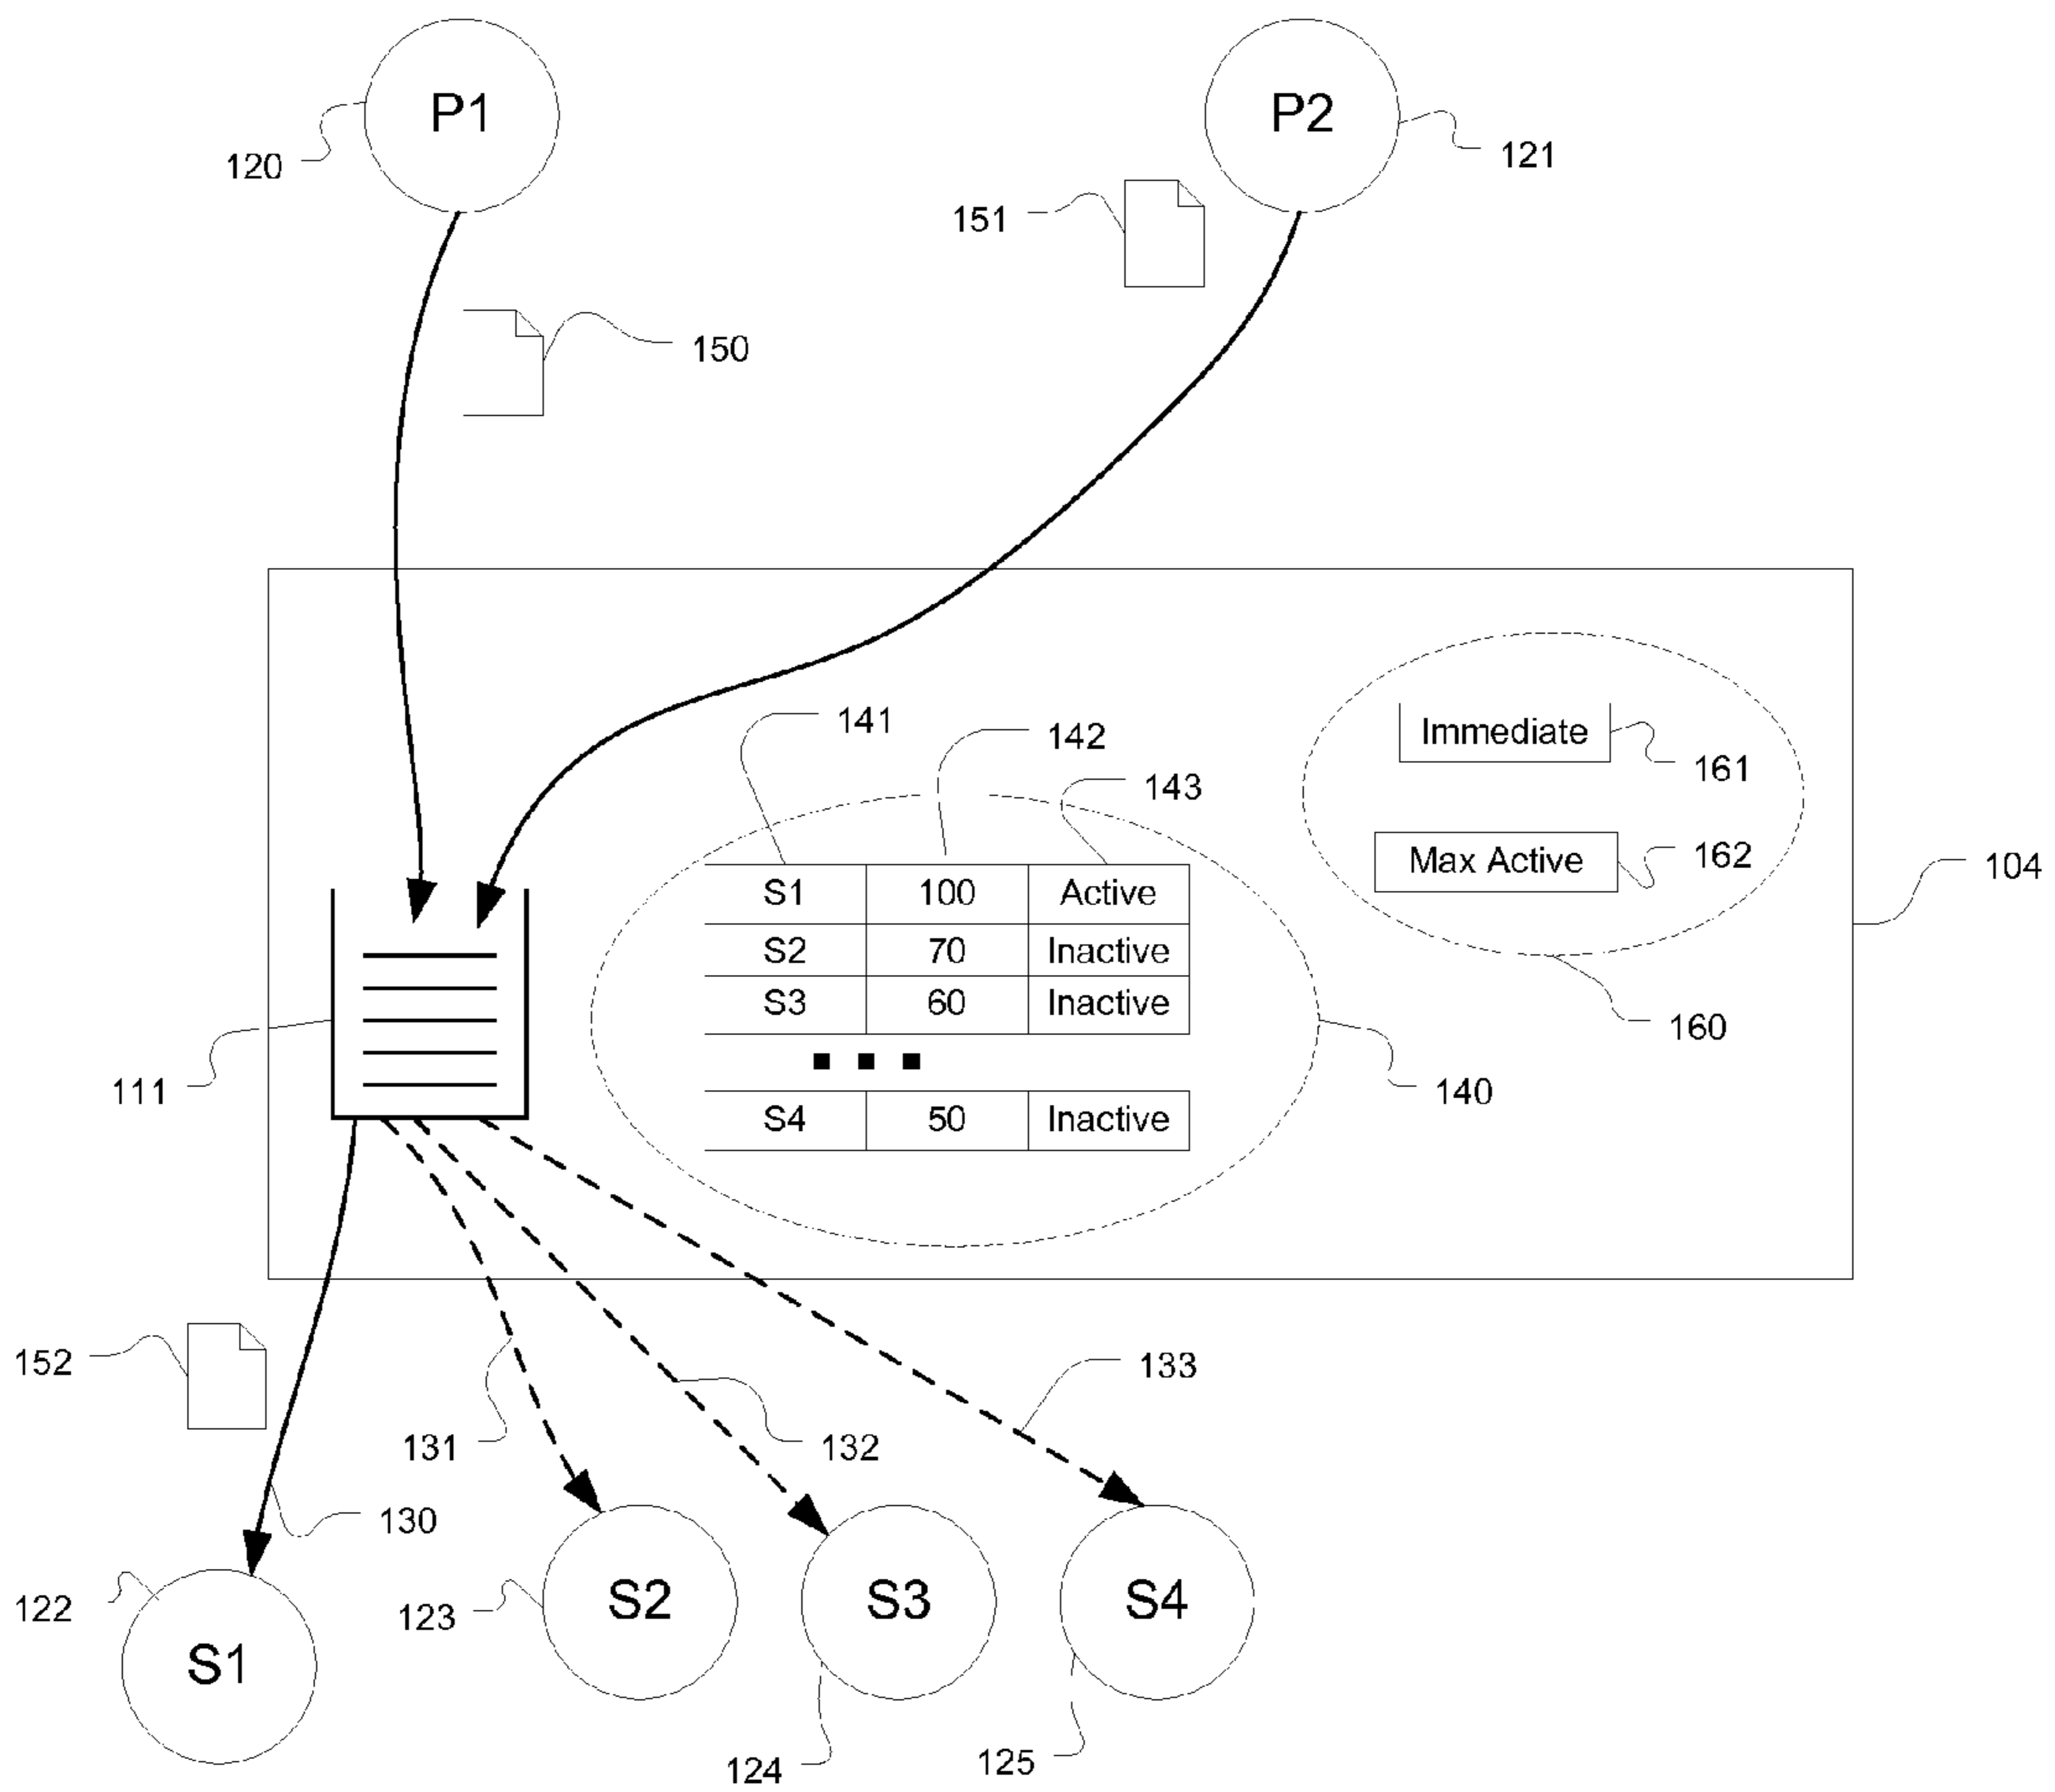 P1
P2
120
121
151
150
141
142
143
Immediate
161
Max Active
162
104
S1 100 Active
S2 70 Inactive
S3 60 Inactive
S4 50 Inactive
160
111
140
152
133
131
132
130
122
S1
123
S2
S3
S4
124
125